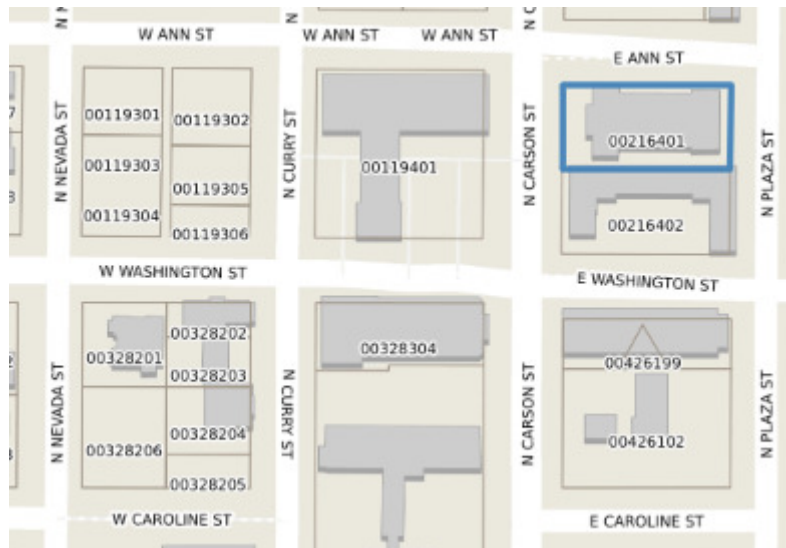 W ANN ST
W ANN ST
W ANN ST
E ANN ST
N NEVADA ST
N CURRY ST
N CARSON ST
N PLAZA ST
00119301
00119302
00119303
00119305
00119304
00119306
00119401
00216401
00216402
W WASHINGTON ST
E WASHINGTON ST
N NEVADA ST
N CURRY ST
N CARSON ST
N PLAZA ST
00328201
00328202
00328203
00328204
00328206
00328205
00328304
00426199
00426102
W CAROLINE ST
E CAROLINE ST